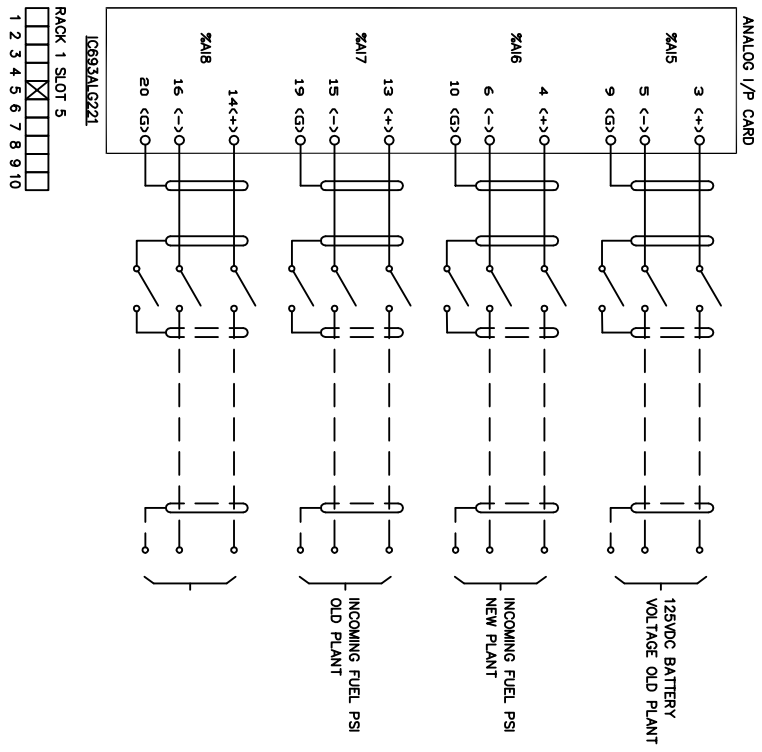 ANALOG I/P CARD
%AI5
3 (+)
5 (-)
9 (G)
125VDC BATTERY
VOLTAGE OLD PLANT
%AI6
4 (+)
6 (-)
10 (G)
INCOMING FUEL PSI
NEW PLANT
%AI7
13 (+)
15 (-)
19 (G)
INCOMING FUEL PSI
OLD PLANT
%AI8
14(+)
16 (-)
20 (G)
IC693ALG221
RACK 1 SLOT 5
1 2 3 4 5 6 7 8 9 10